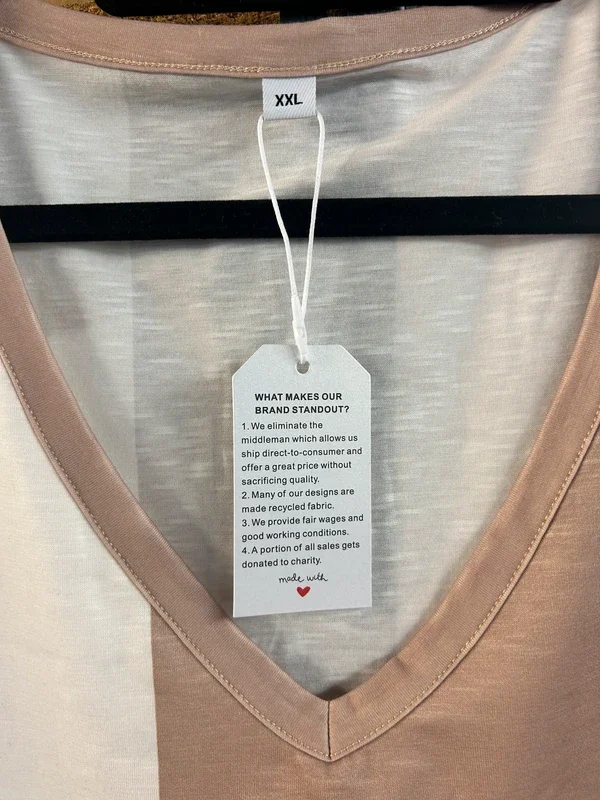 XXL
WHAT MAKES OUR
BRAND STANDOUT?
1. We eliminate the
middleman which allows us
ship direct-to-consumer and
offer a great price without
sacrificing quality.
2. Many of our designs are
made recycled fabric.
3. We provide fair wages and
good working conditions.
4. A portion of all sales gets
donated to charity.
made with